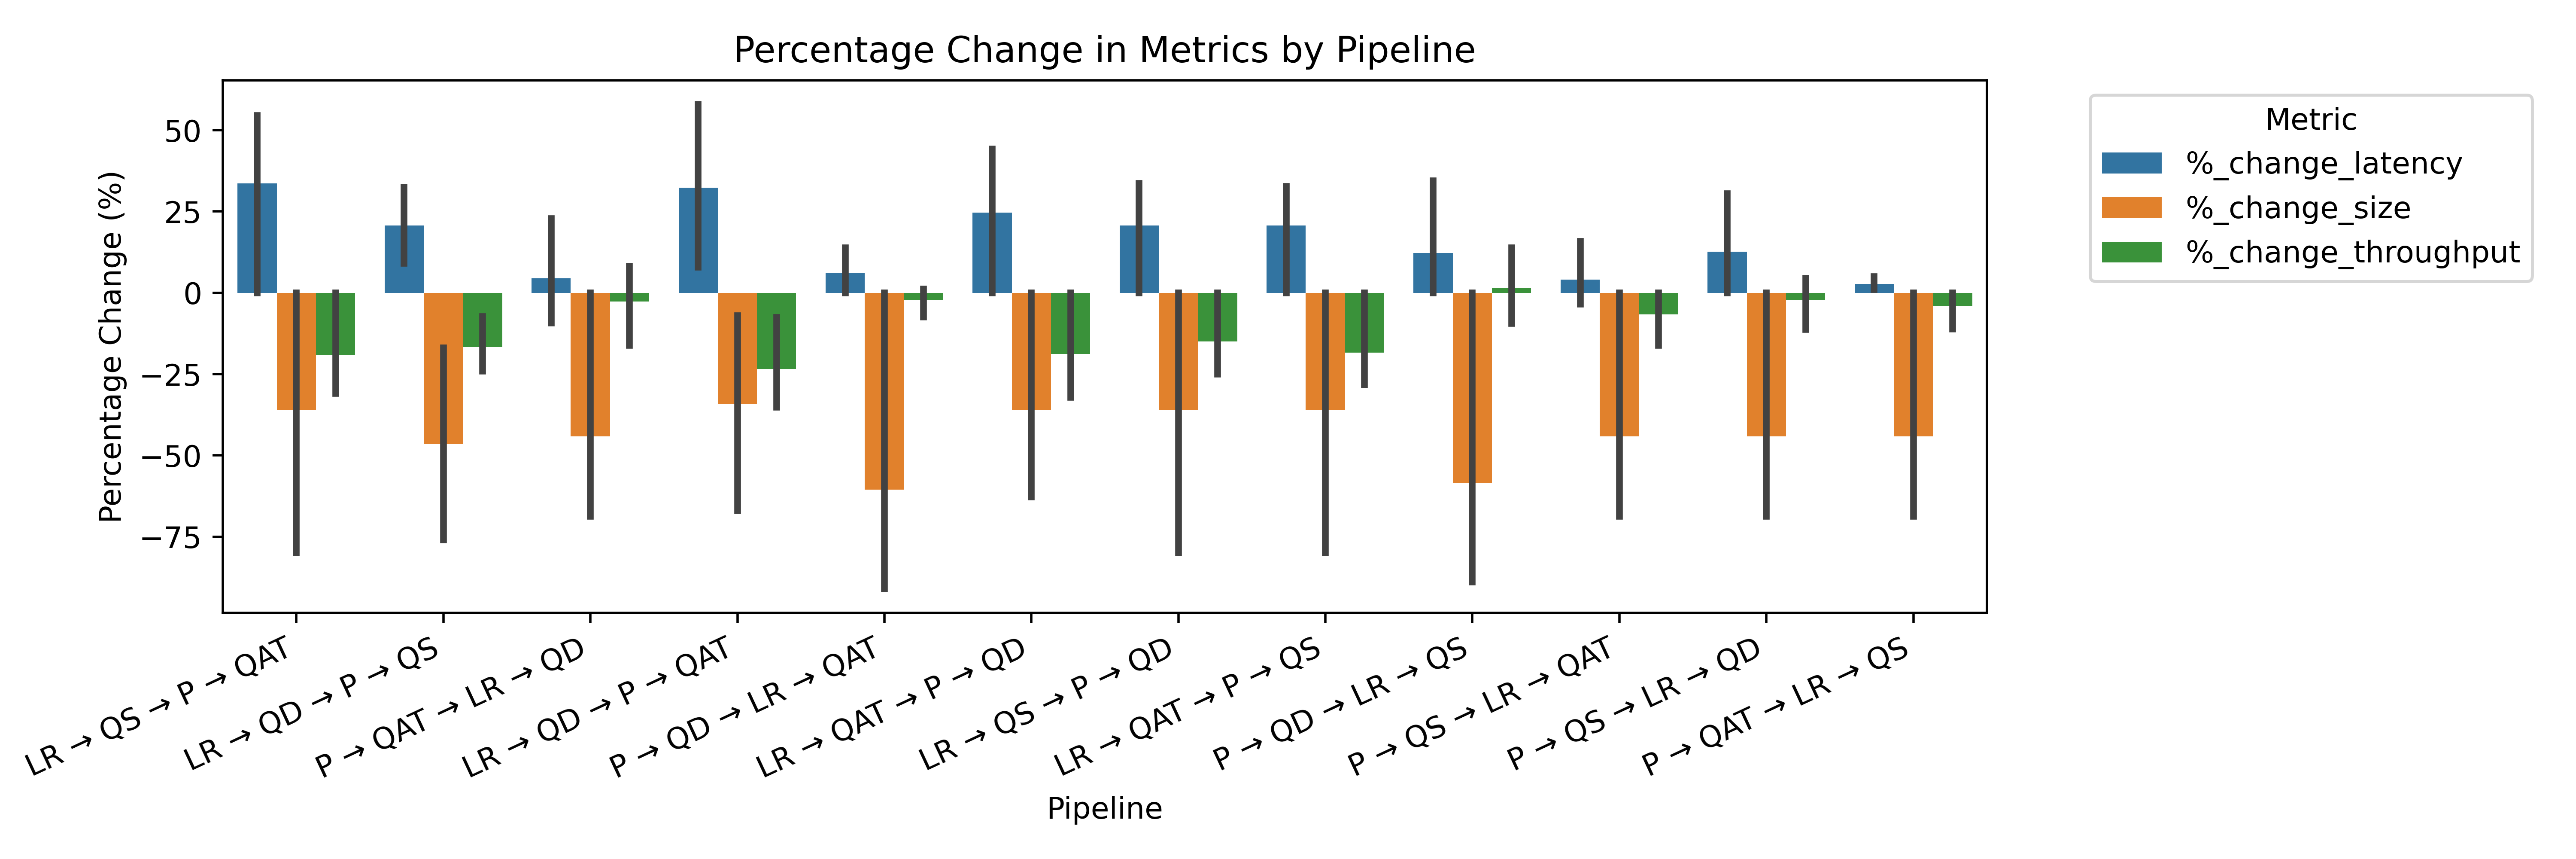 Percentage Change in Metrics by Pipeline
Percentage Change (%)
50
25
0
−25
−50
−75
LR → QS → P → QAT
LR → QD → P → QS
P → QAT → LR → QD
LR → QD → P → QAT
P → QD → LR → QAT
LR → QAT → P → QD
LR → QS → P → QD
LR → QAT → P → QS
P → QD → LR → QS
P → QS → LR → QAT
P → QS → LR → QD
P → QAT → LR → QS
Pipeline
Metric
%_change_latency
%_change_size
%_change_throughput